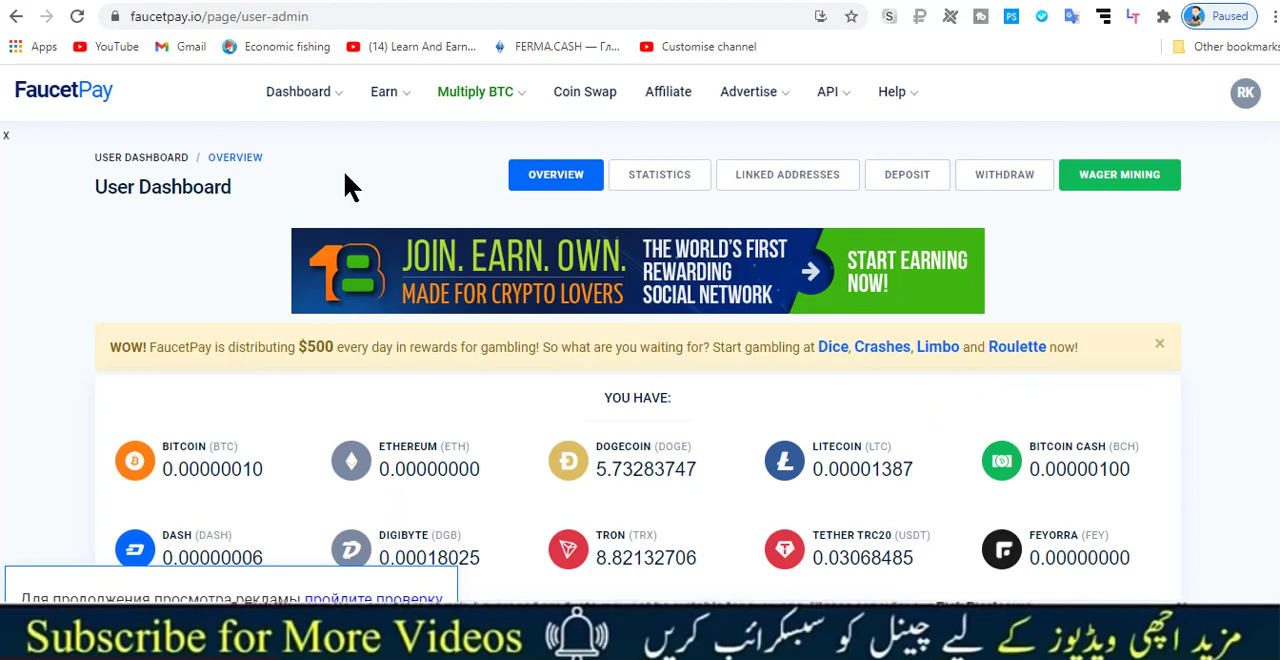 faucetpay.io/page/user-admin
Paused
Apps YouTube Gmail Economic fishing (14) Learn And Earn... FERMA.CASH — Гл... Customise channel Other bookmarks
FaucetPay Dashboard Earn Multiply BTC Coin Swap Affiliate Advertise API Help RK
x
USER DASHBOARD / OVERVIEW
User Dashboard
OVERVIEW STATISTICS LINKED ADDRESSES DEPOSIT WITHDRAW WAGER MINING
18 JOIN. EARN. OWN.
MADE FOR CRYPTO LOVERS
THE WORLD'S FIRST
REWARDING
SOCIAL NETWORK
START EARNING
NOW!
WOW! FaucetPay is distributing $500 every day in rewards for gambling! So what are you waiting for? Start gambling at Dice, Crashes, Limbo and Roulette now! ×
YOU HAVE:
BITCOIN (BTC) ETHEREUM (ETH) DOGECOIN (DOGE) LITECOIN (LTC) BITCOIN CASH (BCH)
0.00000010 0.00000000 5.73283747 0.00001387 0.00000100
DASH (DASH) DIGIBYTE (DGB) TRON (TRX) TETHER TRC20 (USDT) FEYORRA (FEY)
0.00000006 0.00018025 8.82132706 0.03068485 0.00000000
Для продолжения просмотра рекламы пройдите проверку
Subscribe for More Videos مزید اچھی ویڈیوز کے لیے چینل کو سبسکرائب کریں